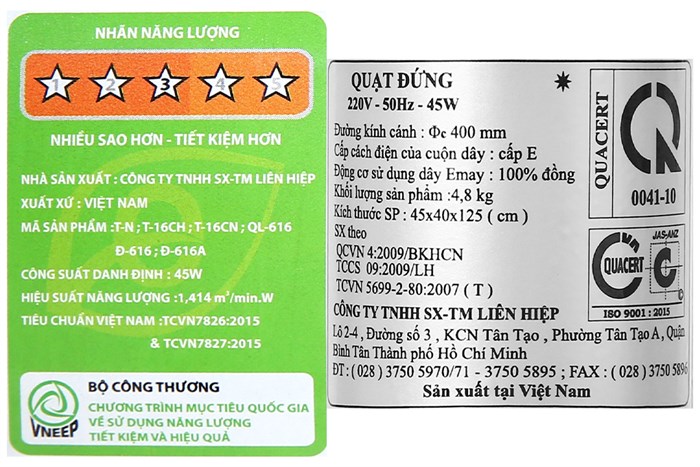 NHÃN NĂNG LƯỢNG
1 2 3 4 5
NHIỀU SAO HƠN - TIẾT KIỆM HƠN
NHÀ SẢN XUẤT : CÔNG TY TNHH SX-TM LIÊN HIỆP
XUẤT XỨ : VIỆT NAM
MÃ SẢN PHẨM :T-N ; T-16CH ; T-16CN ; QL-616
Đ-616 ; Đ-616A
CÔNG SUẤT DANH ĐỊNH : 45W
HIỆU SUẤT NĂNG LƯỢNG : 1,414 m³/min.W
TIÊU CHUẨN VIỆT NAM :TCVN7826:2015
& TCVN7827:2015
VNEEP
BỘ CÔNG THƯƠNG
CHƯƠNG TRÌNH MỤC TIÊU QUỐC GIA
VỀ SỬ DỤNG NĂNG LƯỢNG
TIẾT KIỆM VÀ HIỆU QUẢ
QUẠT ĐỨNG
220V - 50Hz - 45W
Đường kính cánh : Φc 400 mm
Cấp cách điện của cuộn dây : cấp E
Động cơ sử dụng dây Emay : 100% đồng
Khối lượng sản phẩm : 4,8 kg
Kích thước SP : 45x40x125 ( cm )
SX theo
QCVN 4:2009/BKHCN
TCCS 09:2009/LH
TCVN 5699-2-80:2007 ( T )
CÔNG TY TNHH SX-TM LIÊN HIỆP
Lô 2-4 , Đường số 3 , KCN Tân Tạo , Phường Tân Tạo A , Quận
Bình Tân Thành phố Hồ Chí Minh
ĐT : ( 028 ) 3750 5970/71 - 3750 5895 ; FAX : ( 028 ) 3750 5896
Sản xuất tại Việt Nam
QUACERT
0041-10
QUACERT
JAS-ANZ
ISO 9001 : 2015